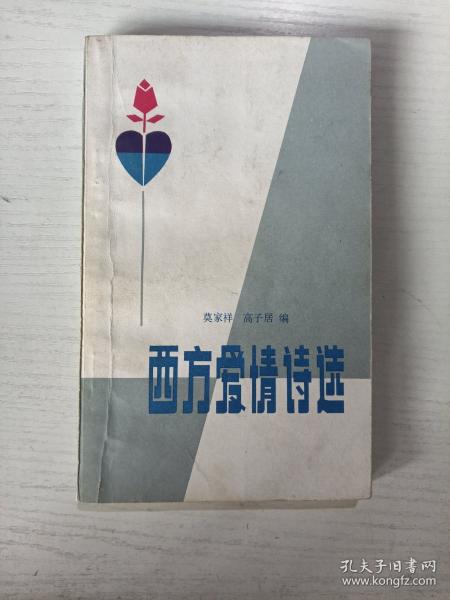 莫家祥 高子居 编
西方爱情诗选
孔夫子旧书网
www.kongfz.com